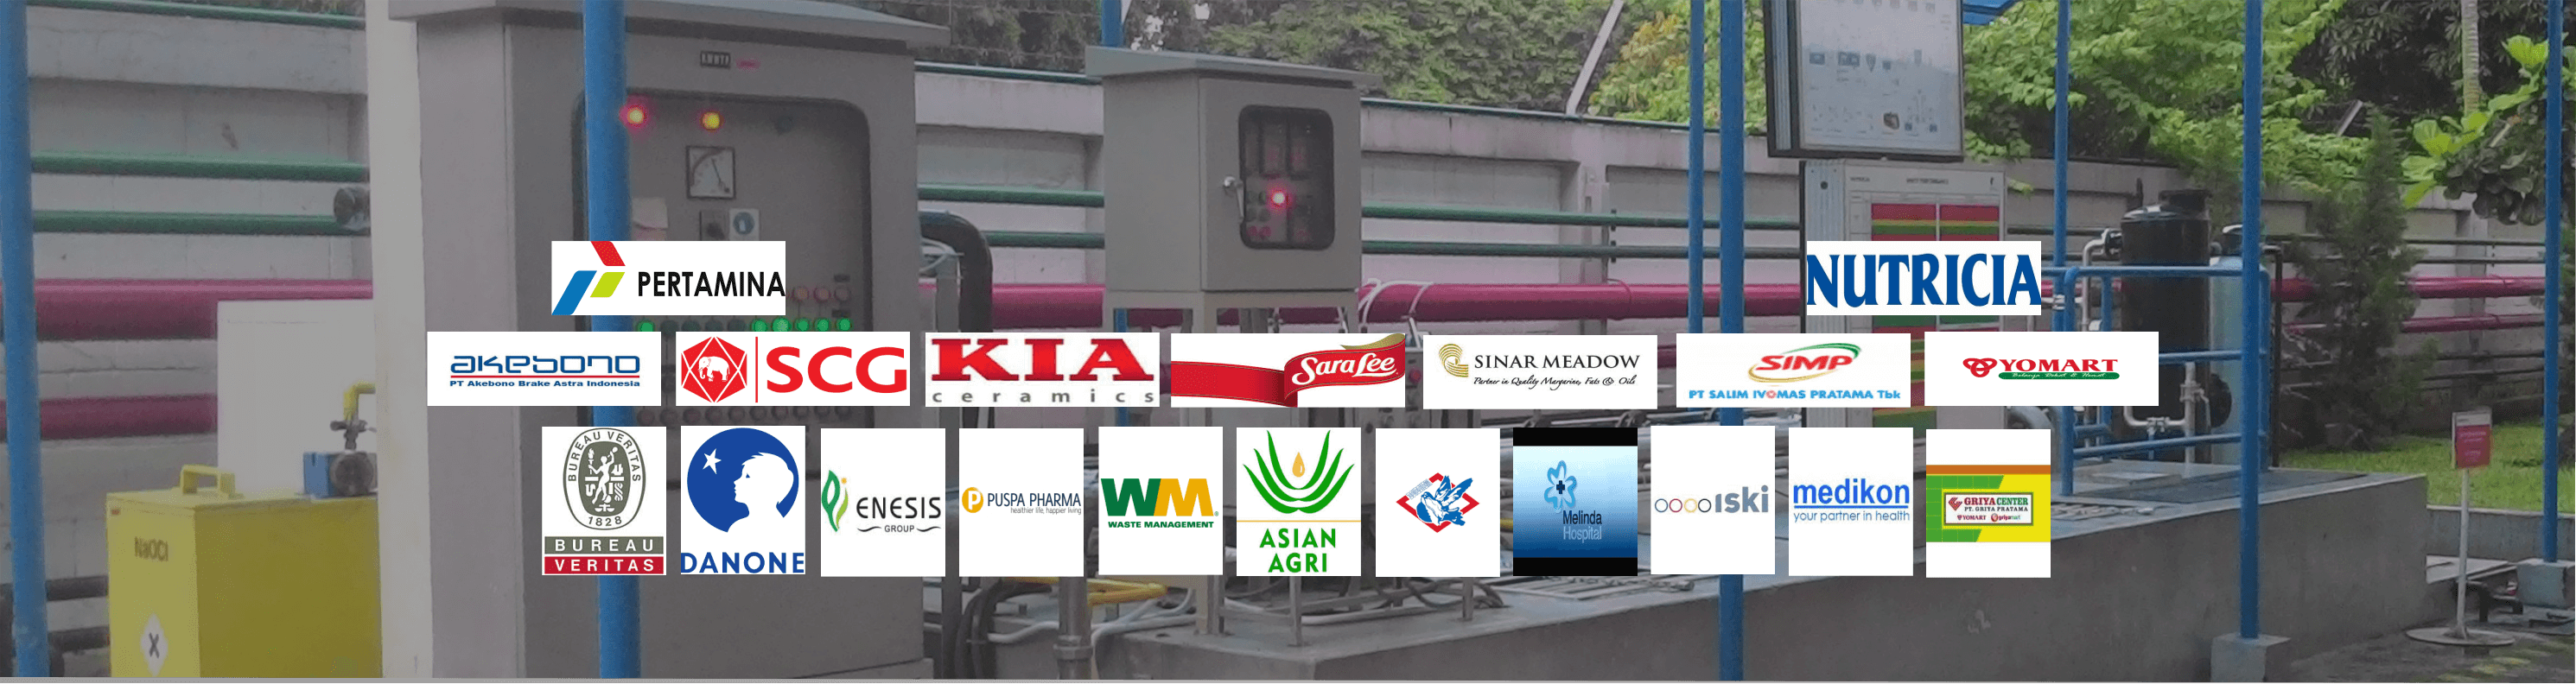 PERTAMINA
NUTRICIA
akebono
PT Akebono Brake Astra Indonesia
SCG
KIA
ceramics
Sara Lee
SINAR MEADOW
Partner in Quality Margarine, Fats & Oils
SIMP
PT SALIM IVOMAS PRATAMA Tbk
YOMART
BUREAU VERITAS
1828
BUREAU
VERITAS
DANONE
ENESIS
GROUP
PUSPA PHARMA
healthier life, happier living
WM
WASTE MANAGEMENT
ASIAN
AGRI
Melinda
Hospital
ISKI
medikon
your partner in health
GRIYA CENTER
PT. GRIYA PRATAMA
YOMART
NaOCl